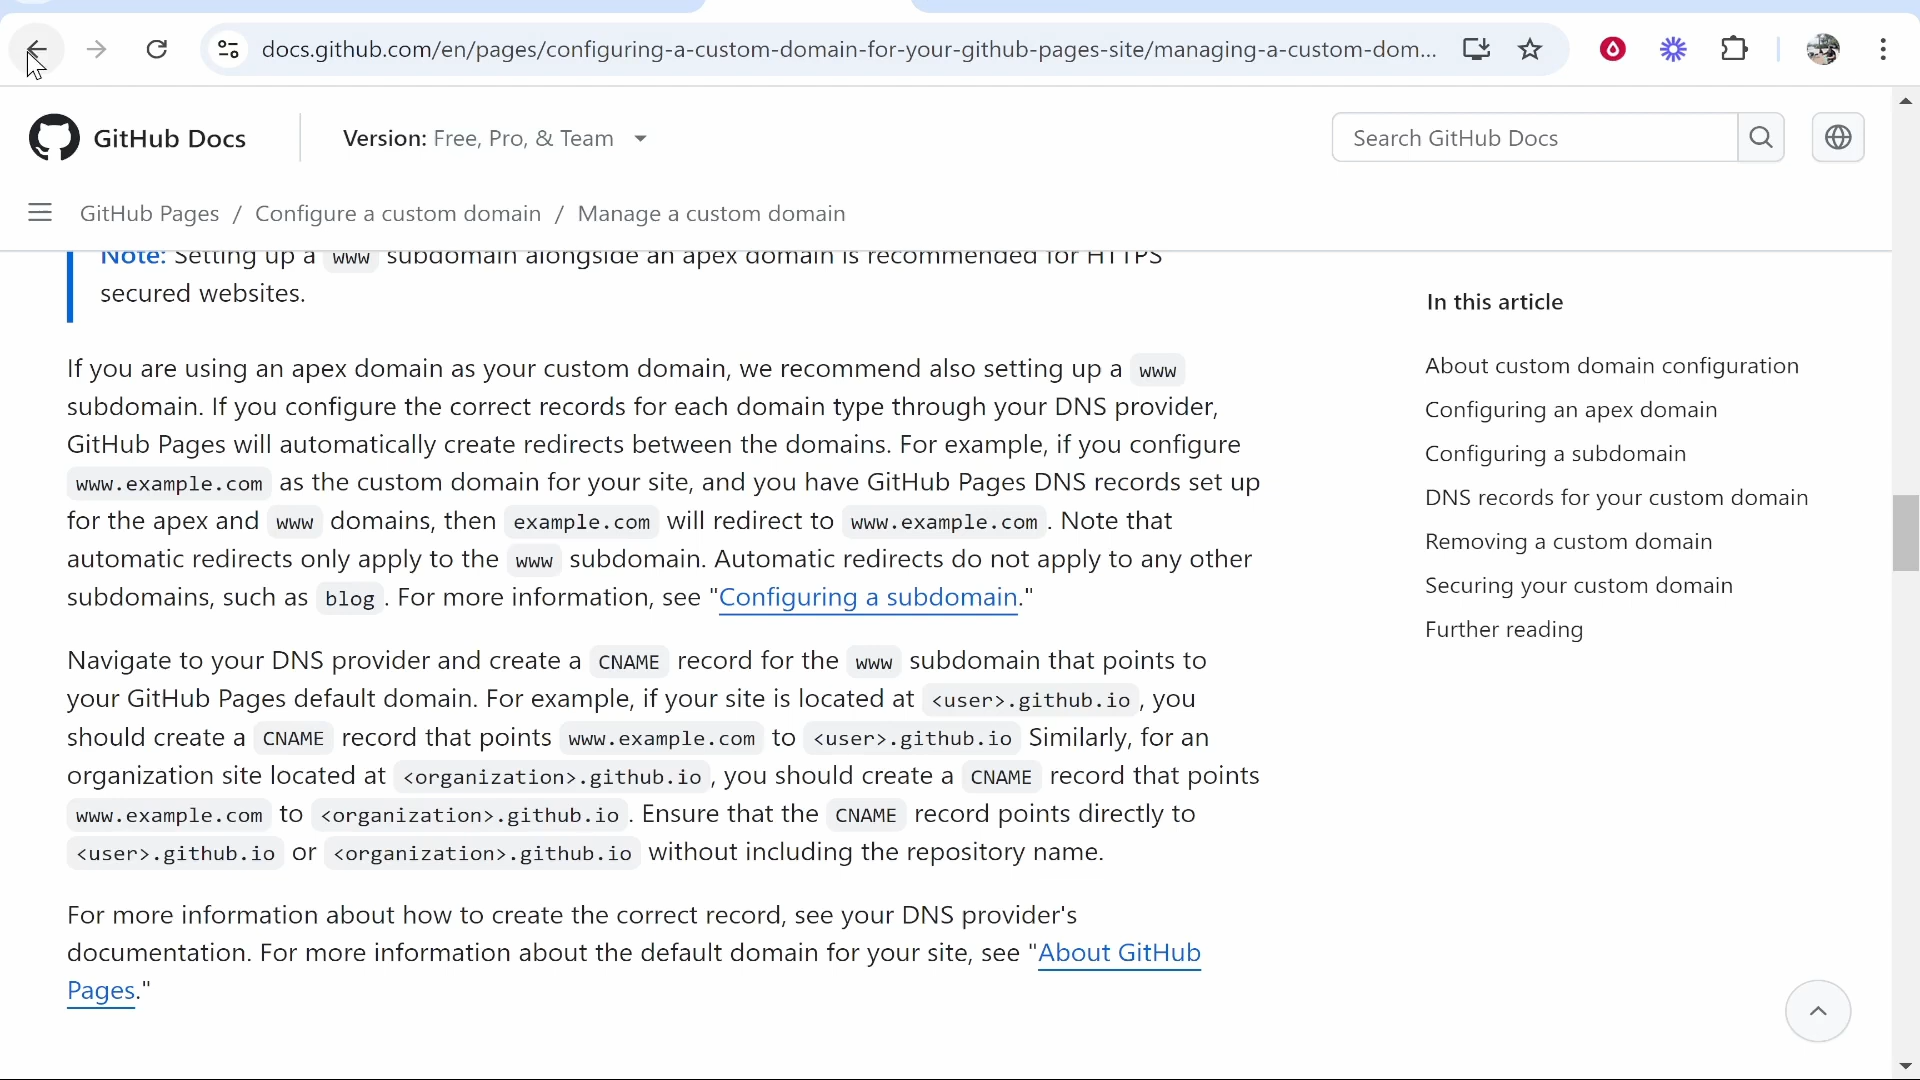 docs.github.com/en/pages/configuring-a-custom-domain-for-your-github-pages-site/managing-a-custom-dom...
GitHub Docs
Version: Free, Pro, & Team
Search GitHub Docs
GitHub Pages / Configure a custom domain / Manage a custom domain
Note: Setting up a www subdomain alongside an apex domain is recommended for HTTPS
secured websites.
If you are using an apex domain as your custom domain, we recommend also setting up a www
subdomain. If you configure the correct records for each domain type through your DNS provider,
GitHub Pages will automatically create redirects between the domains. For example, if you configure
www.example.com as the custom domain for your site, and you have GitHub Pages DNS records set up
for the apex and www domains, then example.com will redirect to www.example.com. Note that
automatic redirects only apply to the www subdomain. Automatic redirects do not apply to any other
subdomains, such as blog. For more information, see "Configuring a subdomain."
Navigate to your DNS provider and create a CNAME record for the www subdomain that points to
your GitHub Pages default domain. For example, if your site is located at <user>.github.io, you
should create a CNAME record that points www.example.com to <user>.github.io Similarly, for an
organization site located at <organization>.github.io, you should create a CNAME record that points
www.example.com to <organization>.github.io. Ensure that the CNAME record points directly to
<user>.github.io or <organization>.github.io without including the repository name.
For more information about how to create the correct record, see your DNS provider's
documentation. For more information about the default domain for your site, see "About GitHub
Pages."
In this article
About custom domain configuration
Configuring an apex domain
Configuring a subdomain
DNS records for your custom domain
Removing a custom domain
Securing your custom domain
Further reading